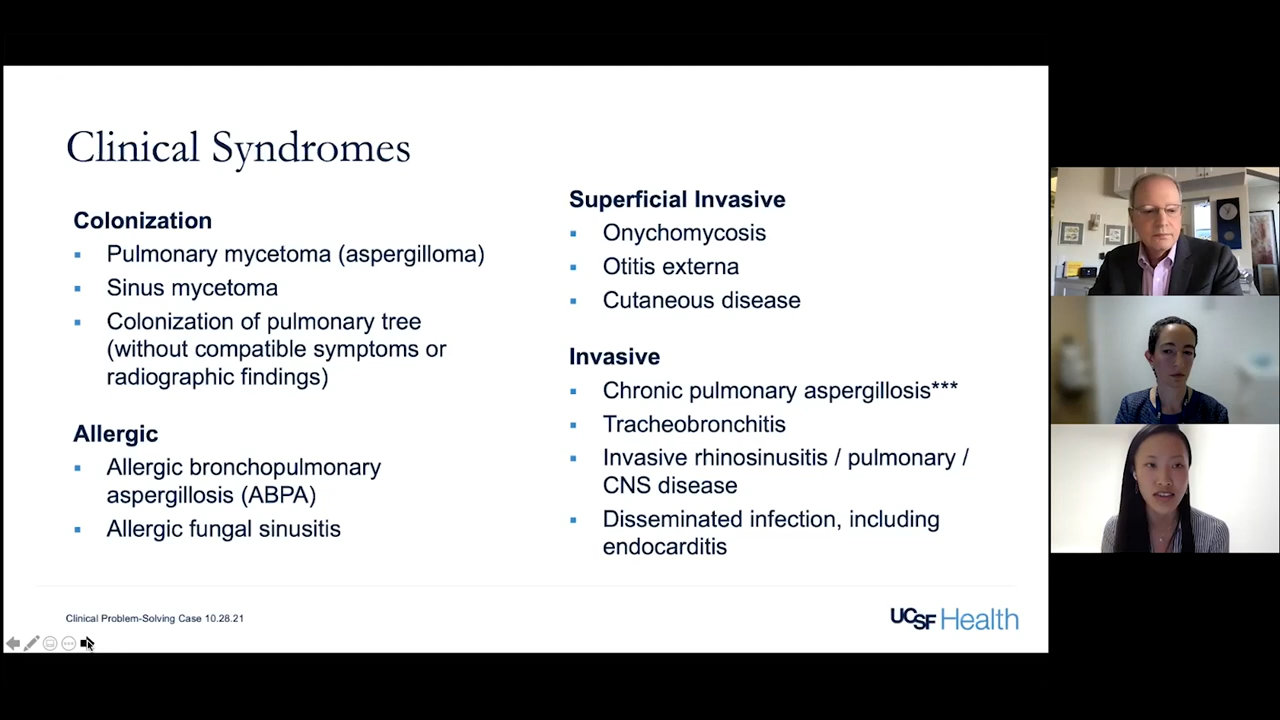 Clinical Syndromes
Colonization
▪ Pulmonary mycetoma (aspergilloma)
▪ Sinus mycetoma
▪ Colonization of pulmonary tree
(without compatible symptoms or
radiographic findings)
Allergic
▪ Allergic bronchopulmonary
aspergillosis (ABPA)
▪ Allergic fungal sinusitis
Superficial Invasive
▪ Onychomycosis
▪ Otitis externa
▪ Cutaneous disease
Invasive
▪ Chronic pulmonary aspergillosis***
▪ Tracheobronchitis
▪ Invasive rhinosinusitis / pulmonary /
CNS disease
▪ Disseminated infection, including
endocarditis
Clinical Problem-Solving Case 10.28.21
UCSF Health